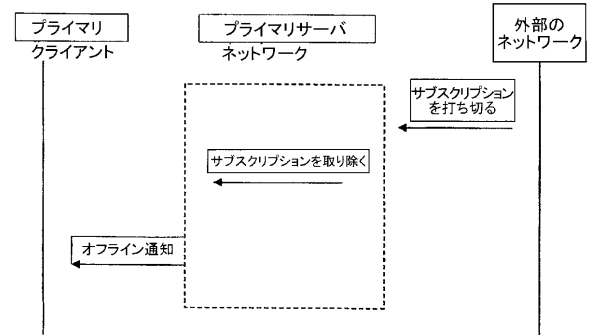 プライマリ
クライアント
プライマリサーバ
ネットワーク
外部の
ネットワーク
サブスクリプション
を打ち切る
サブスクリプションを取り除く
オフライン通知